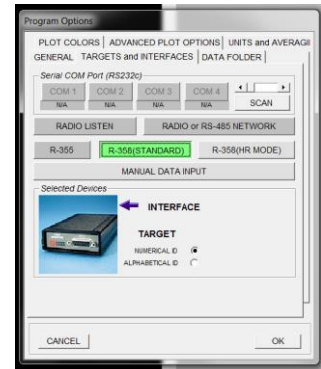 Program Options
PLOT COLORS ADVANCED PLOT OPTIONS UNITS and AVERAGI
GENERAL TARGETS and INTERFACES DATA FOLDER
Serial COM Port (RS232c)
COM 1 COM 2 COM 3 COM 4
N/A N/A N/A N/A SCAN
RADIO LISTEN RADIO or RS-485 NETWORK
R-355 R-358(STANDARD) R-358(HR MODE)
MANUAL DATA INPUT
Selected Devices
INTERFACE
TARGET
NUMERICAL ID
ALPHABETICAL ID
CANCEL OK